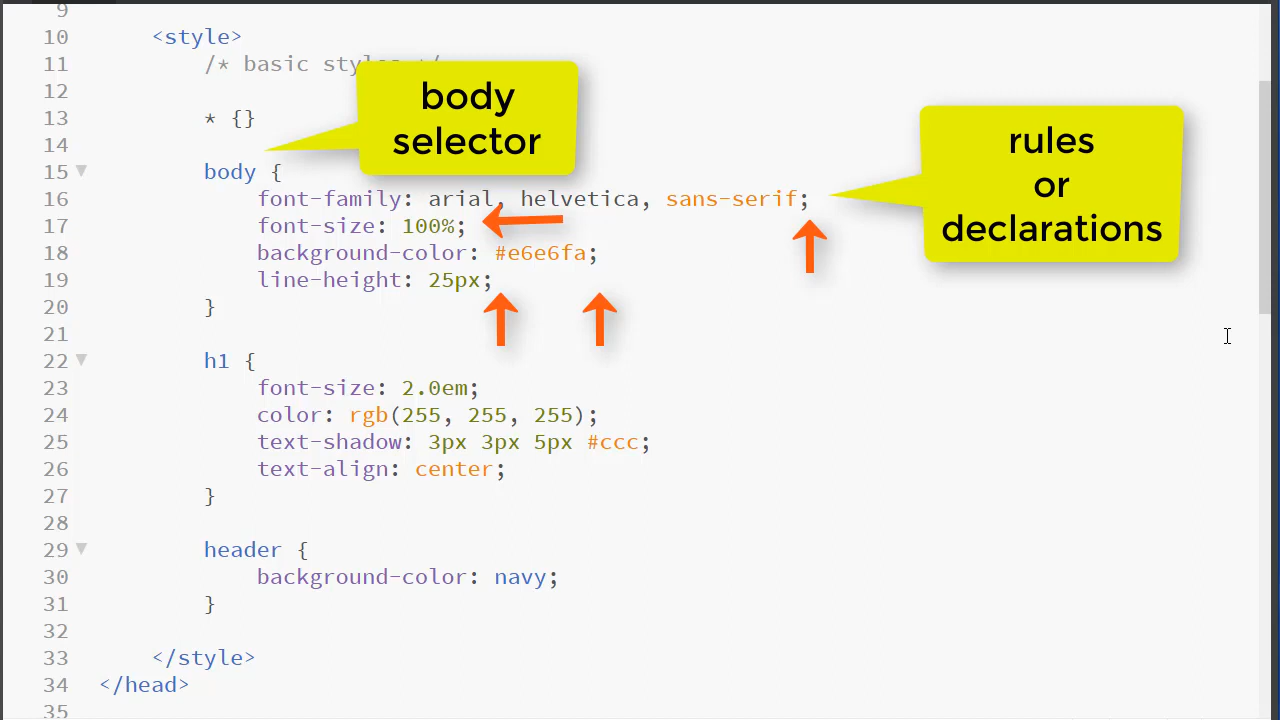 9
10 <style>
11 /* basic styles */
12
13 * {}
14
15 body {
16 font-family: arial, helvetica, sans-serif;
17 font-size: 100%;
18 background-color: #e6e6fa;
19 line-height: 25px;
20 }
21
22 h1 {
23 font-size: 2.0em;
24 color: rgb(255, 255, 255);
25 text-shadow: 3px 3px 5px #ccc;
26 text-align: center;
27 }
28
29 header {
30 background-color: navy;
31 }
32
33 </style>
34 </head>
35
body
selector
rules
or
declarations